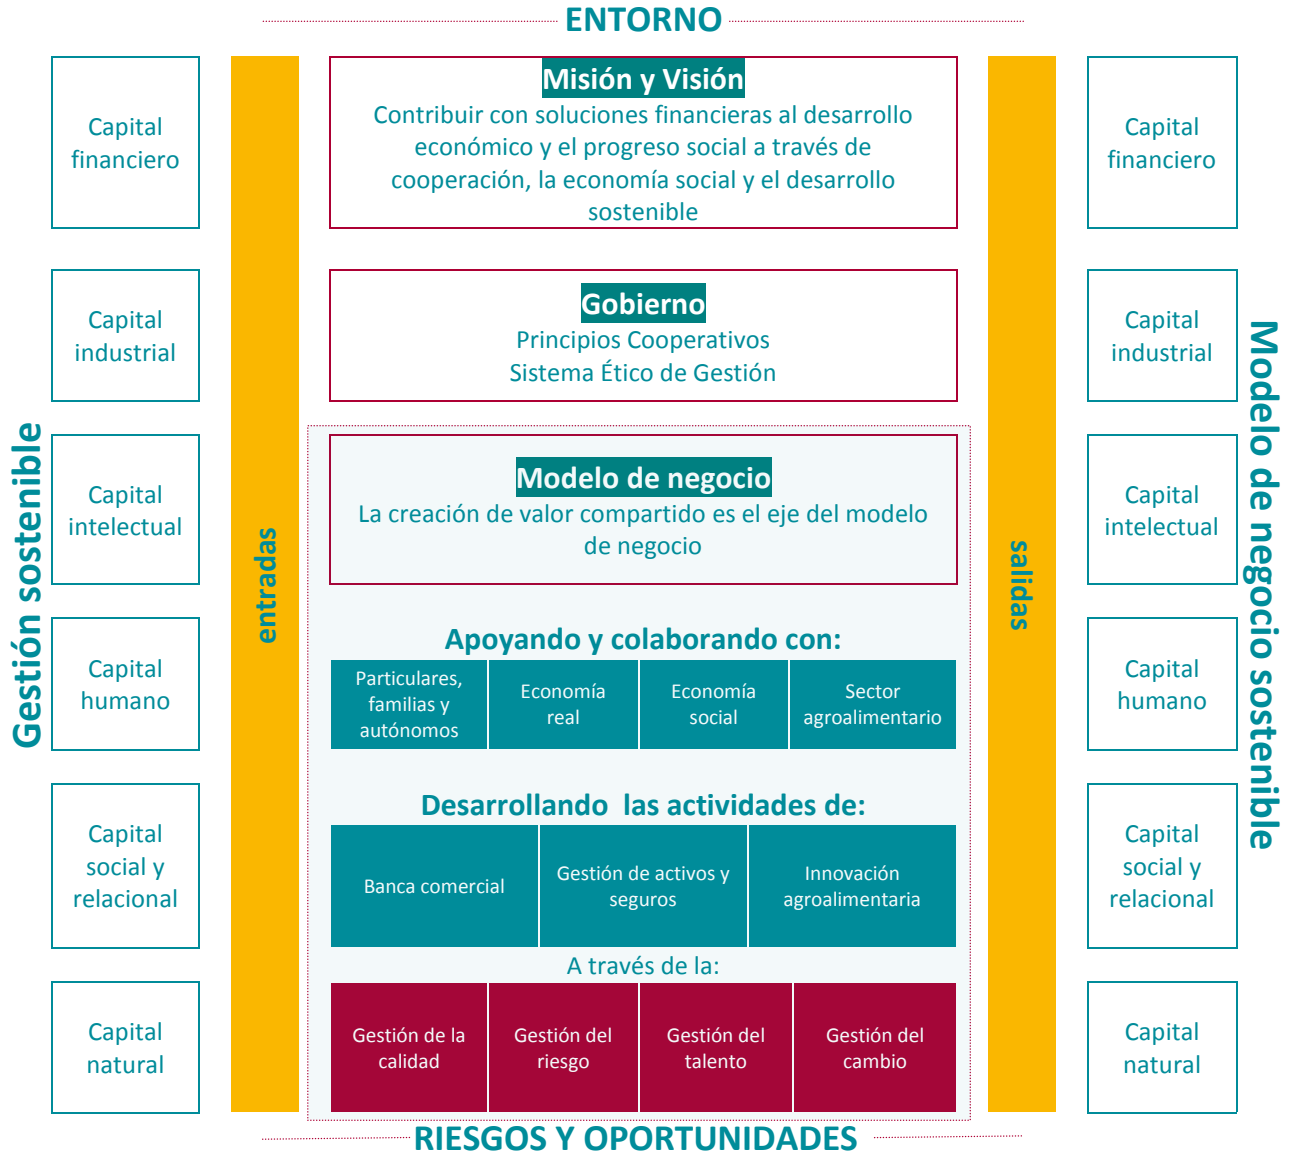 ENTORNO
Gestión sostenible
Capital
financiero
Capital
industrial
Capital
intelectual
Capital
humano
Capital
social y
relacional
Capital
natural
entradas
Misión y Visión
Contribuir con soluciones financieras al desarrollo
económico y el progreso social a través de
cooperación, la economía social y el desarrollo
sostenible
Gobierno
Principios Cooperativos
Sistema Ético de Gestión
Modelo de negocio
La creación de valor compartido es el eje del modelo
de negocio
Apoyando y colaborando con:
Particulares,
familias y
autónomos
Economía
real
Economía
social
Sector
agroalimentario
Desarrollando  las actividades de:
Banca comercial
Gestión de activos y
seguros
Innovación
agroalimentaria
A través de la:
Gestión de la
calidad
Gestión del
riesgo
Gestión del
talento
Gestión del
cambio
salidas
Capital
financiero
Capital
industrial
Capital
intelectual
Capital
humano
Capital
social y
relacional
Capital
natural
Modelo de negocio sostenible
RIESGOS Y OPORTUNIDADES